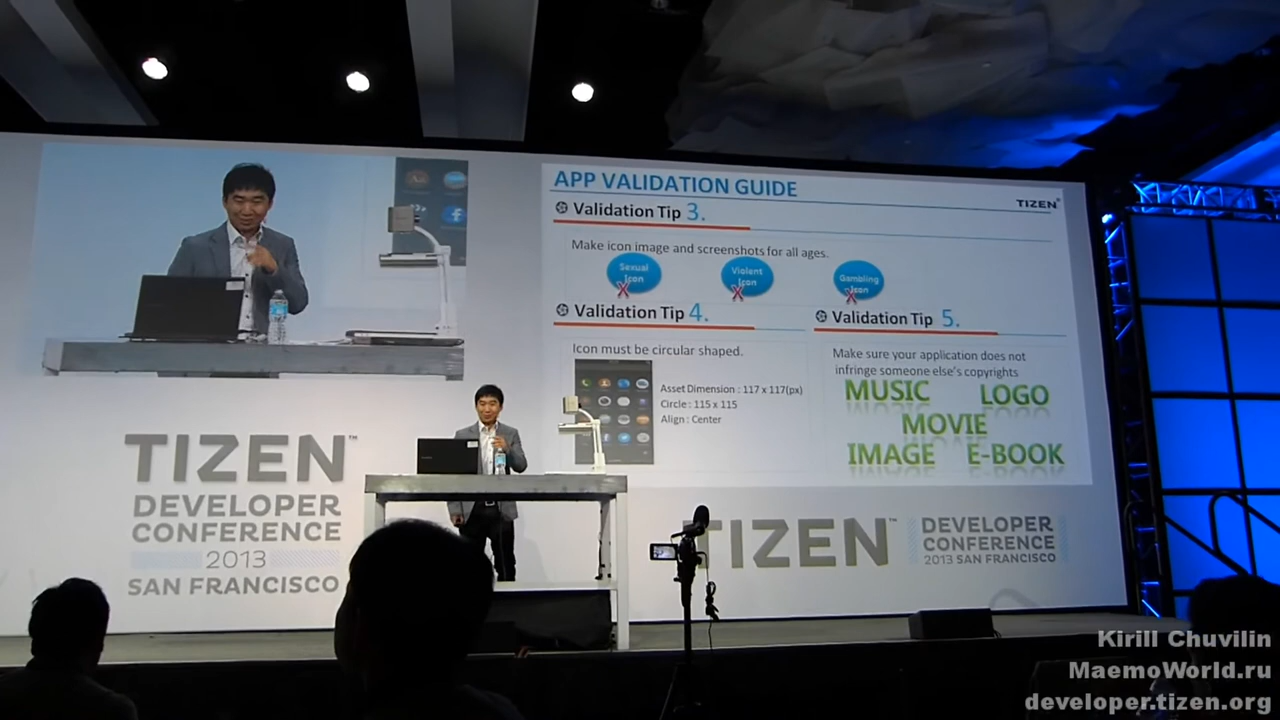 APP VALIDATION GUIDE
TIZEN
Validation Tip 3.
Make icon image and screenshots for all ages.
Sexual Icon
Violent Icon
Gambling Icon
X
X
X
Validation Tip 4.
Icon must be circular shaped.
Asset Dimension : 117 x 117(px)
Circle : 115 x 115
Align : Center
Validation Tip 5.
Make sure your application does not
infringe someone else's copyrights
MUSIC LOGO
MOVIE
IMAGE E-BOOK
TIZEN™
DEVELOPER
CONFERENCE
2013
SAN FRANCISCO
TIZEN™
DEVELOPER
CONFERENCE
2013 SAN FRANCISCO
Kirill Chuvilin
MaemoWorld.ru
developer.tizen.org